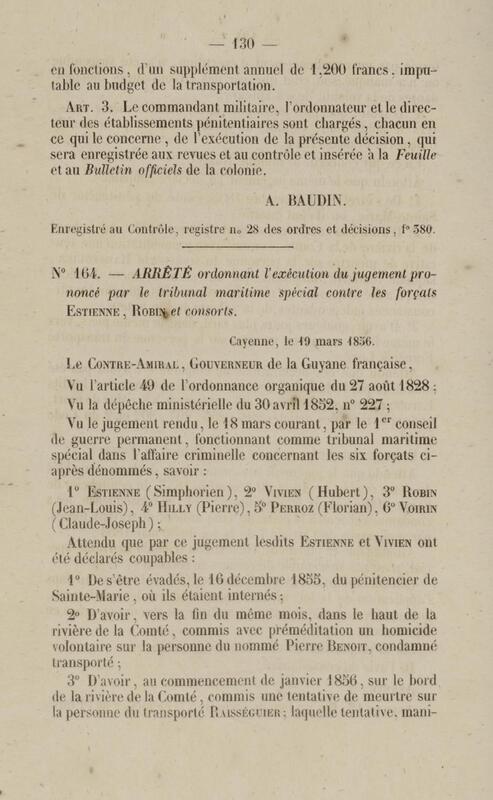 — 130 —
en fonctions, d'un supplément annuel de 1,200 francs, impu-
table au budget de la transportation.
ART. 3. Le commandant militaire, l'ordonnateur et le direc-
teur des établissements pénitentiaires sont chargés, chacun en
ce qui le concerne, de l'exécution de la présente décision, qui
sera enregistrée aux revues et au contrôle et insérée à la Feuille
et au Bulletin officiels de la colonie.
A. BAUDIN.
Enregistré au Contrôle, registre no 28 des ordres et décisions, fo 380.
No 164. — ARRÊTÉ ordonnant l'exécution du jugement pro-
noncé par le tribunal maritime spécial contre les forçats
ESTIENNE, ROBIN et consorts.
Cayenne, le 19 mars 1856.
LE CONTRE-AMIRAL, GOUVERNEUR de la Guyane française,
Vu l'article 49 de l'ordonnance organique du 27 août 1828;
Vu la dépêche ministérielle du 30 avril 1852, n° 227;
Vu le jugement rendu, le 18 mars courant, par le 1er conseil
de guerre permanent, fonctionnant comme tribunal maritime
spécial dans l'affaire criminelle concernant les six forçats ci-
après dénommés, savoir:
1° ESTIENNE (Simphorien), 2° VIVIEN (Hubert), 3° ROBIN
(Jean-Louis), 4° HILLY (Pierre), 5° PERROZ (Florian), 6° VOIRIN
(Claude-Joseph);
Attendu que par ce jugement lesdits ESTIENNE et VIVIEN ont
été déclarés coupables:
1° De s'être évadés, le 16 décembre 1855, du pénitencier de
Sainte-Marie, où ils étaient internés;
2° D'avoir, vers la fin du même mois, dans le haut de la
rivière de la Comté, commis avec préméditation un homicide
volontaire sur la personne du nommé Pierre BENOIT, condamné
transporté;
3° D'avoir, au commencement de janvier 1856, sur le bord
de la rivière de la Comté, commis une tentative de meurtre sur
la personne du transporté RAISSÉGUIER; laquelle tentative, mani-